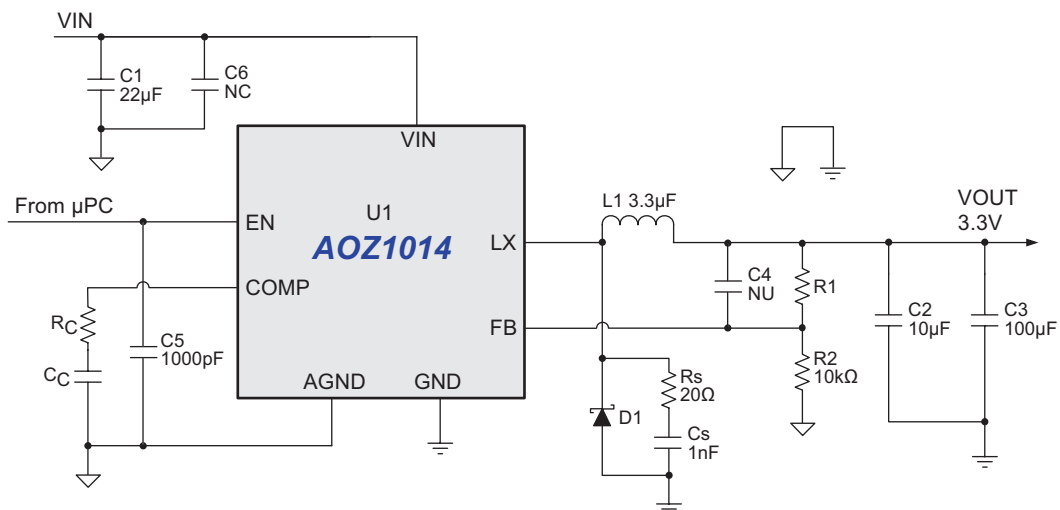 VIN
C1
22µF
C6
NC
VIN
From µPC
EN
U1
AOZ1014
LX
COMP
FB
AGND
GND
RC
CC
C5
1000pF
L1 3.3µF
VOUT
3.3V
C4
NU
R1
C2
10µF
C3
100µF
R2
10kΩ
Rs
20Ω
D1
Cs
1nF